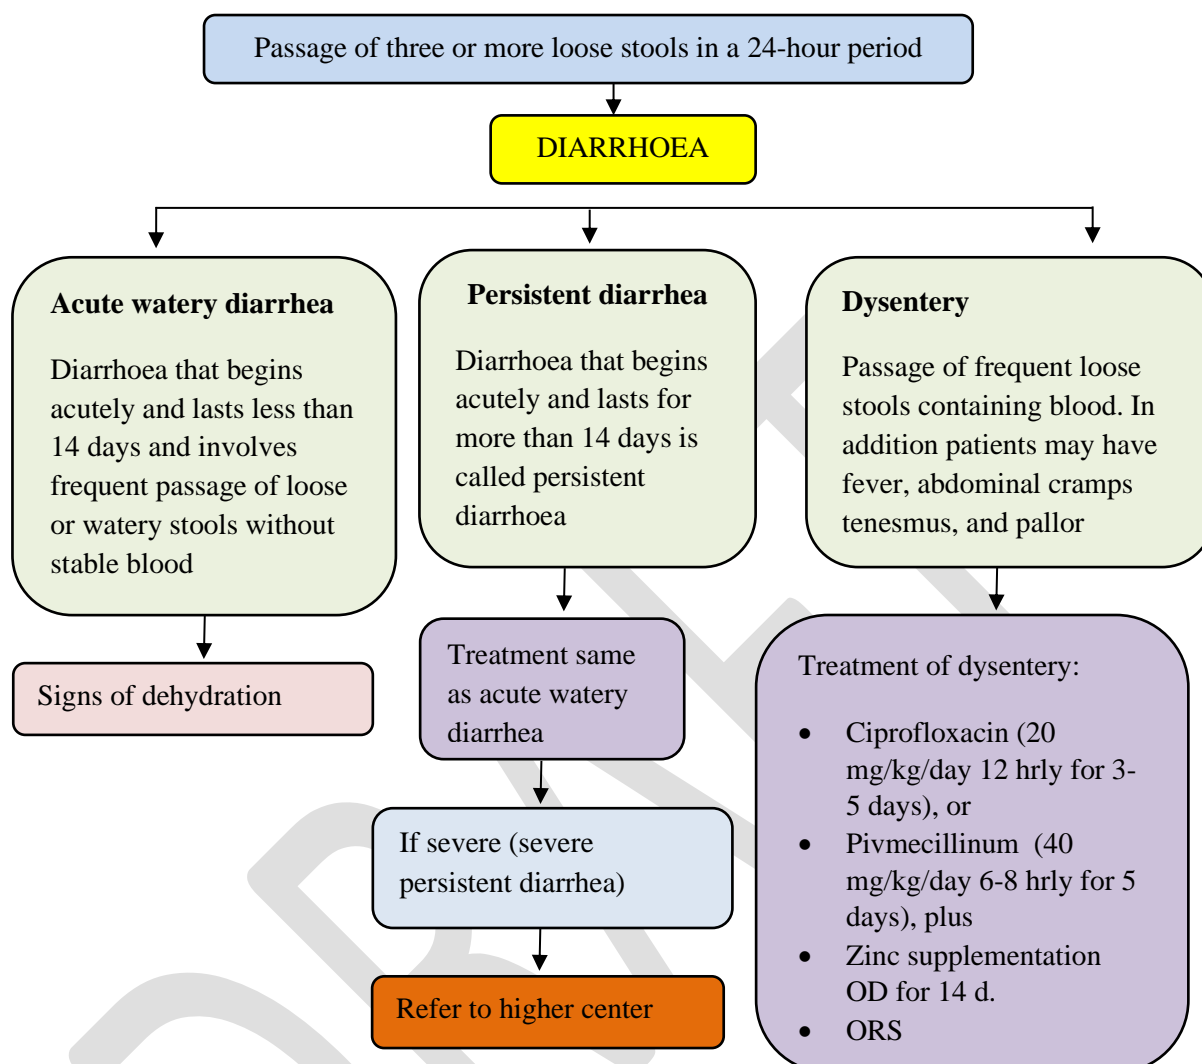 Passage of three or more loose stools in a 24-hour period
DIARRHOEA
Acute watery diarrhea
Diarrhoea that begins
acutely and lasts less than
14 days and involves
frequent passage of loose
or watery stools without
stable blood
Signs of dehydration
Persistent diarrhea
Diarrhoea that begins
acutely and lasts for
more than 14 days is
called persistent
diarrhoea
Treatment same
as acute watery
diarrhea
If severe (severe
persistent diarrhea)
Refer to higher center
Dysentery
Passage of frequent loose
stools containing blood. In
addition patients may have
fever, abdominal cramps
tenesmus, and pallor
Treatment of dysentery:
• Ciprofloxacin (20
mg/kg/day 12 hrly for 3-
5 days), or
• Pivmecillinum (40
mg/kg/day 6-8 hrly for 5
days), plus
• Zinc supplementation
OD for 14 d.
• ORS
DRAFT